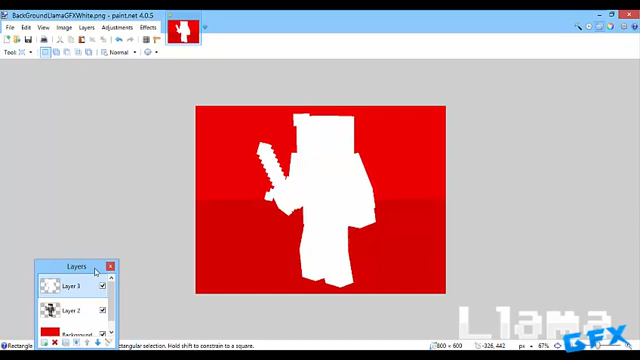 BackGroundLlamaGFXWhite.png - paint.net 4.0.5
File Edit View Image Layers Adjustments Effects
Tool: Normal
Layers
Layer 3
Layer 2
Background
Llama
GFX
Rectangle
rectangular selection. Hold shift to constrain to a square.
800 × 600
-326, 442
px
67%